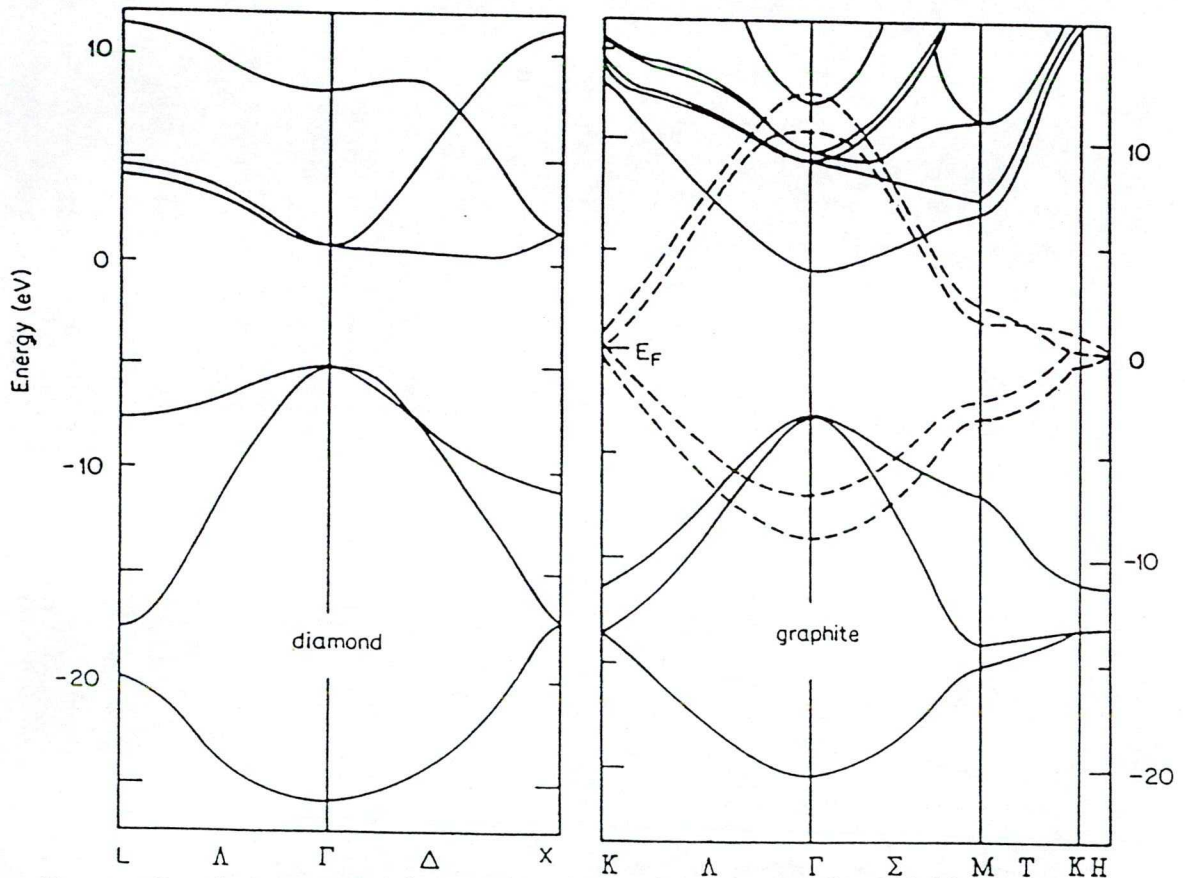 Energy (eV)
10
0
-10
-20
diamond
L Λ Γ Δ X
E_F
graphite
10
0
-10
-20
K Λ Γ Σ M T K H